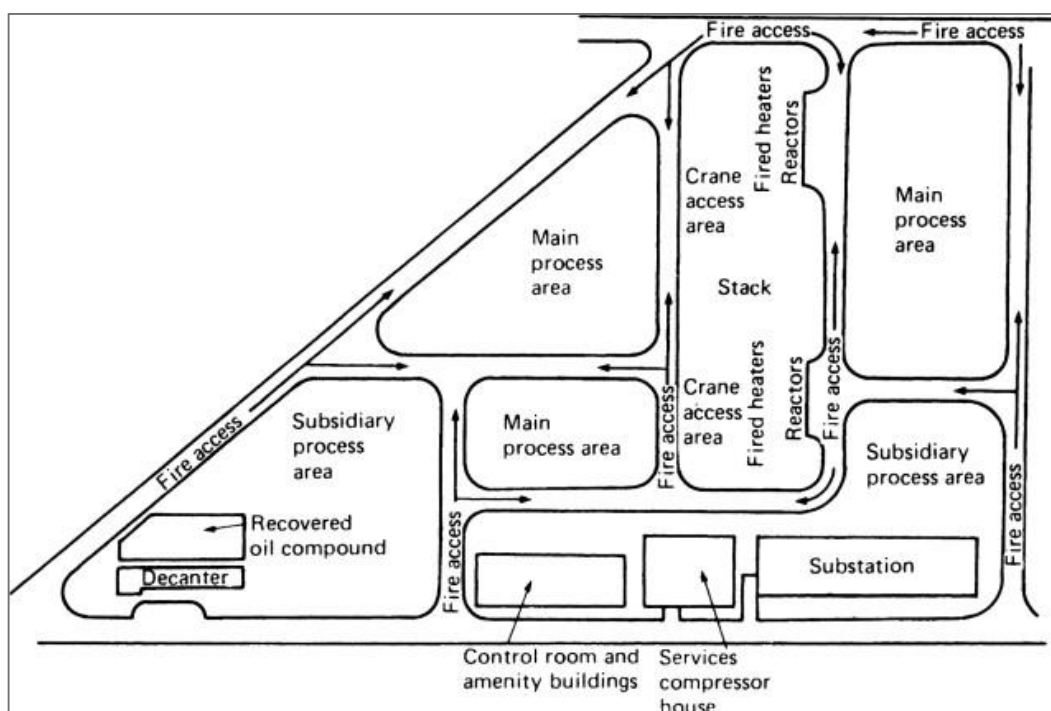 Fire access
Fire access
Fired heaters
Reactors
Crane
access
area
Main
process
area
Main
process
area
Stack
Fire access
Subsidiary
process
area
Main
process area
Crane
access
area
Fire access
Fired heaters
Reactors
Fire access
Subsidiary
process area
Recovered
oil compound
Decanter
Fire access
Substation
Fire access
Control room and
amenity buildings
Services
compressor
house